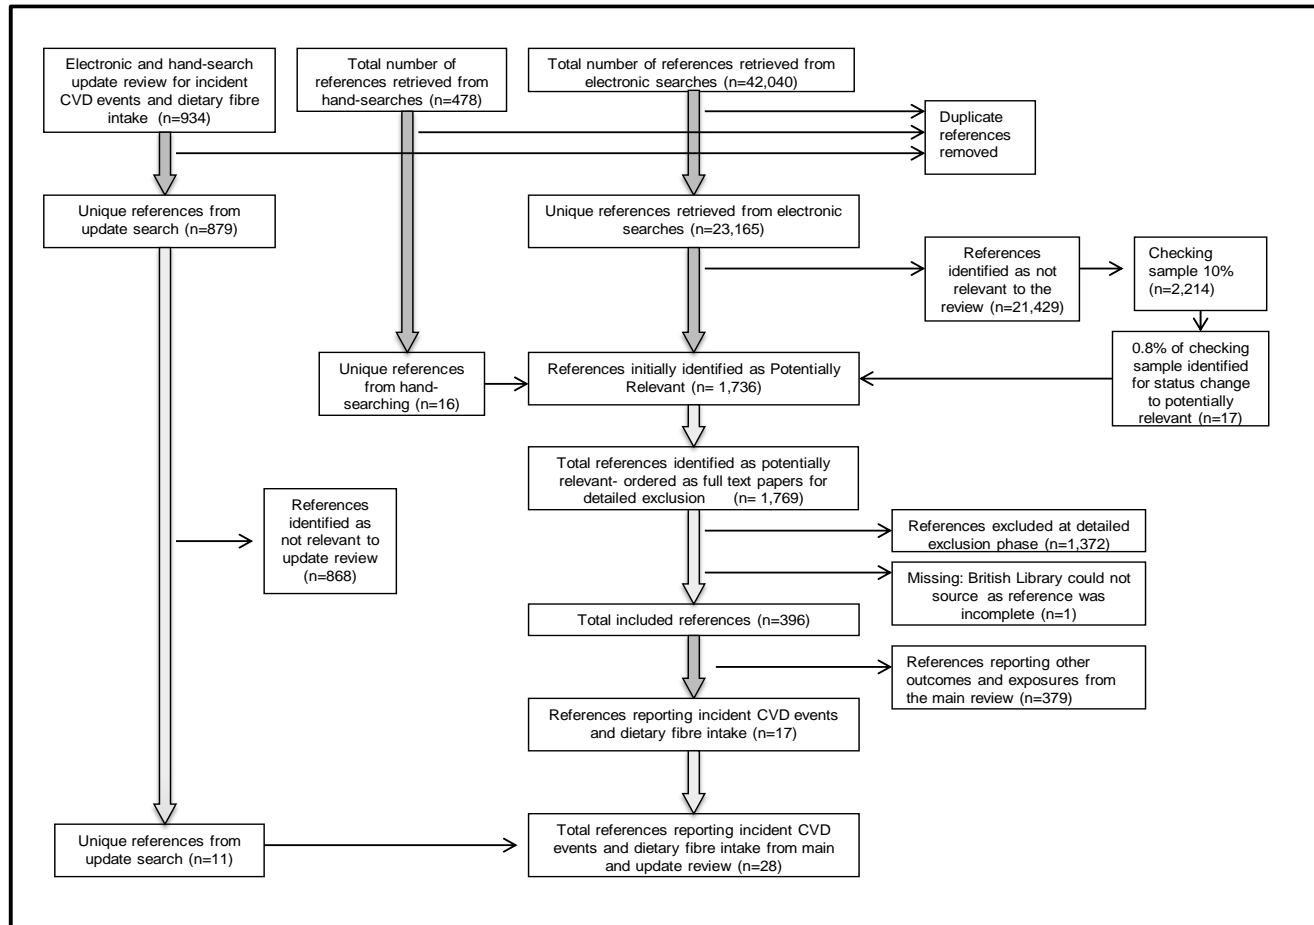 Electronic and hand-search
update review for incident
CVD events and dietary fibre
intake (n=934)
Total number of
references retrieved from
hand-searches (n=478)
Total number of references retrieved from
electronic searches (n=42,040)
Duplicate
references
removed
Unique references from
update search (n=879)
Unique references retrieved from electronic
searches (n=23,165)
References
identified as not
relevant to the
review (n=21,429)
Checking
sample 10%
(n=2,214)
Unique references
from hand-
searching (n=16)
References initially identified as Potentially
Relevant (n= 1,736)
0.8% of checking
sample identified
for status change
to potentially
relevant (n=17)
Total references identified as potentially
relevant- ordered as full text papers for
detailed exclusion (n= 1,769)
References
identified as
not relevant to
update review
(n=868)
References excluded at detailed
exclusion phase (n=1,372)
Missing: British Library could not
source as reference was
incomplete (n=1)
Total included references (n=396)
References reporting other
outcomes and exposures from
the main review (n=379)
References reporting incident CVD events
and dietary fibre intake (n=17)
Unique references from
update search (n=11)
Total references reporting incident CVD
events and dietary fibre intake from main
and update review (n=28)